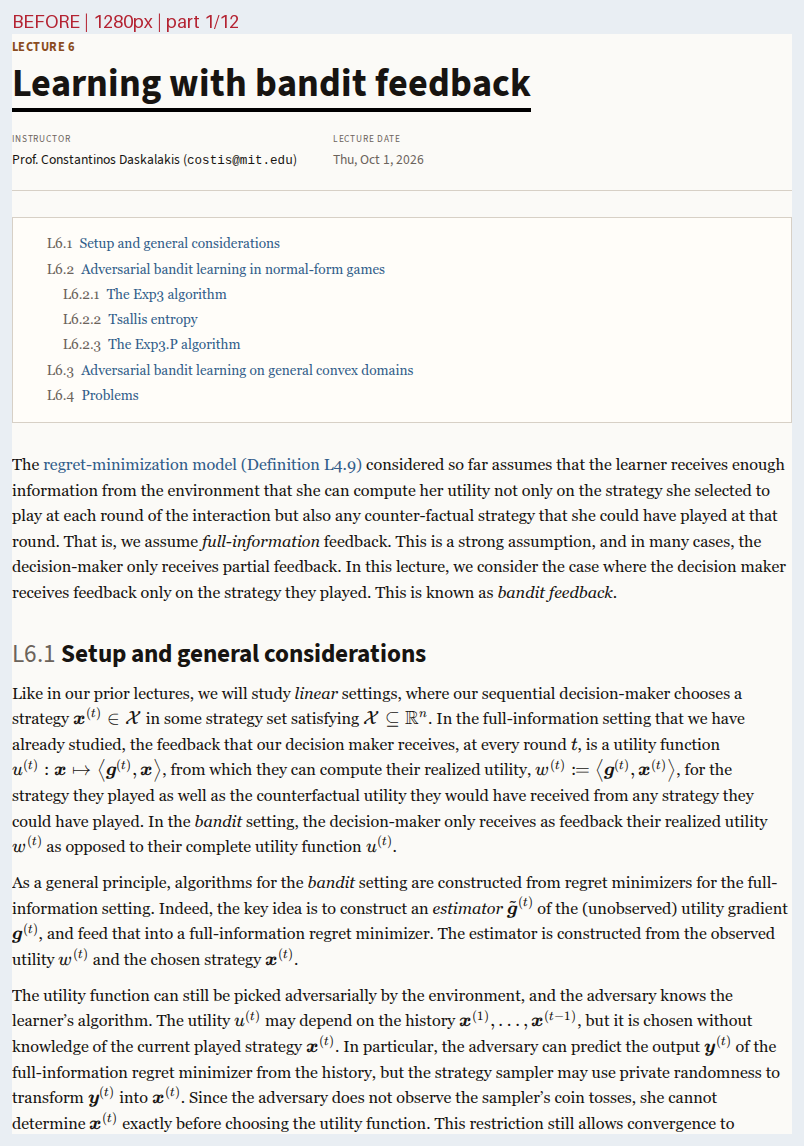 BEFORE | 1280px | part 1/12
LECTURE 6
Learning with bandit feedback
INSTRUCTOR LECTURE DATE
Prof. Constantinos Daskalakis (costis@mit.edu) Thu, Oct 1, 2026
L6.1 Setup and general considerations
L6.2 Adversarial bandit learning in normal-form games
L6.2.1 The Exp3 algorithm
L6.2.2 Tsallis entropy
L6.2.3 The Exp3.P algorithm
L6.3 Adversarial bandit learning on general convex domains
L6.4 Problems
The regret-minimization model (Definition L4.9) considered so far assumes that the learner receives enough
information from the environment that she can compute her utility not only on the strategy she selected to
play at each round of the interaction but also any counter-factual strategy that she could have played at that
round. That is, we assume full-information feedback. This is a strong assumption, and in many cases, the
decision-maker only receives partial feedback. In this lecture, we consider the case where the decision maker
receives feedback only on the strategy they played. This is known as bandit feedback.
L6.1 Setup and general considerations
Like in our prior lectures, we will study linear settings, where our sequential decision-maker chooses a
strategy 𝒙⁽ᵗ⁾ ∈ 𝒳 in some strategy set satisfying 𝒳 ⊆ ℝⁿ. In the full-information setting that we have
already studied, the feedback that our decision maker receives, at every round t, is a utility function
u⁽ᵗ⁾ : 𝒙 ↦ ⟨𝒈⁽ᵗ⁾, 𝒙⟩, from which they can compute their realized utility, w⁽ᵗ⁾ := ⟨𝒈⁽ᵗ⁾, 𝒙⁽ᵗ⁾⟩, for the
strategy they played as well as the counterfactual utility they would have received from any strategy they
could have played. In the bandit setting, the decision-maker only receives as feedback their realized utility
w⁽ᵗ⁾ as opposed to their complete utility function u⁽ᵗ⁾.
As a general principle, algorithms for the bandit setting are constructed from regret minimizers for the full-
information setting. Indeed, the key idea is to construct an estimator 𝒈̃⁽ᵗ⁾ of the (unobserved) utility gradient
𝒈⁽ᵗ⁾, and feed that into a full-information regret minimizer. The estimator is constructed from the observed
utility w⁽ᵗ⁾ and the chosen strategy 𝒙⁽ᵗ⁾.
The utility function can still be picked adversarially by the environment, and the adversary knows the
learner’s algorithm. The utility u⁽ᵗ⁾ may depend on the history 𝒙⁽¹⁾, . . . , 𝒙⁽ᵗ⁻¹⁾, but it is chosen without
knowledge of the current played strategy 𝒙⁽ᵗ⁾. In particular, the adversary can predict the output 𝒚⁽ᵗ⁾ of the
full-information regret minimizer from the history, but the strategy sampler may use private randomness to
transform 𝒚⁽ᵗ⁾ into 𝒙⁽ᵗ⁾. Since the adversary does not observe the sampler’s coin tosses, she cannot
determine 𝒙⁽ᵗ⁾ exactly before choosing the utility function. This restriction still allows convergence to